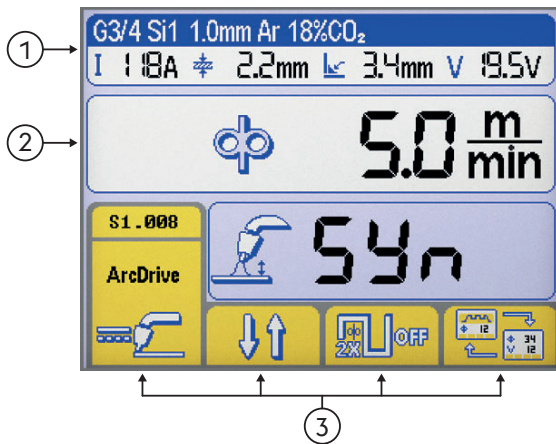 G3/4 Si1 1.0mm Ar 18%CO₂
I 118A 2.2mm 3.4mm V 19.5V
1
2
5.0 m/min
S1.008
ArcDrive
Syn
2X OFF
Φ 12
Φ 34
V 12
3